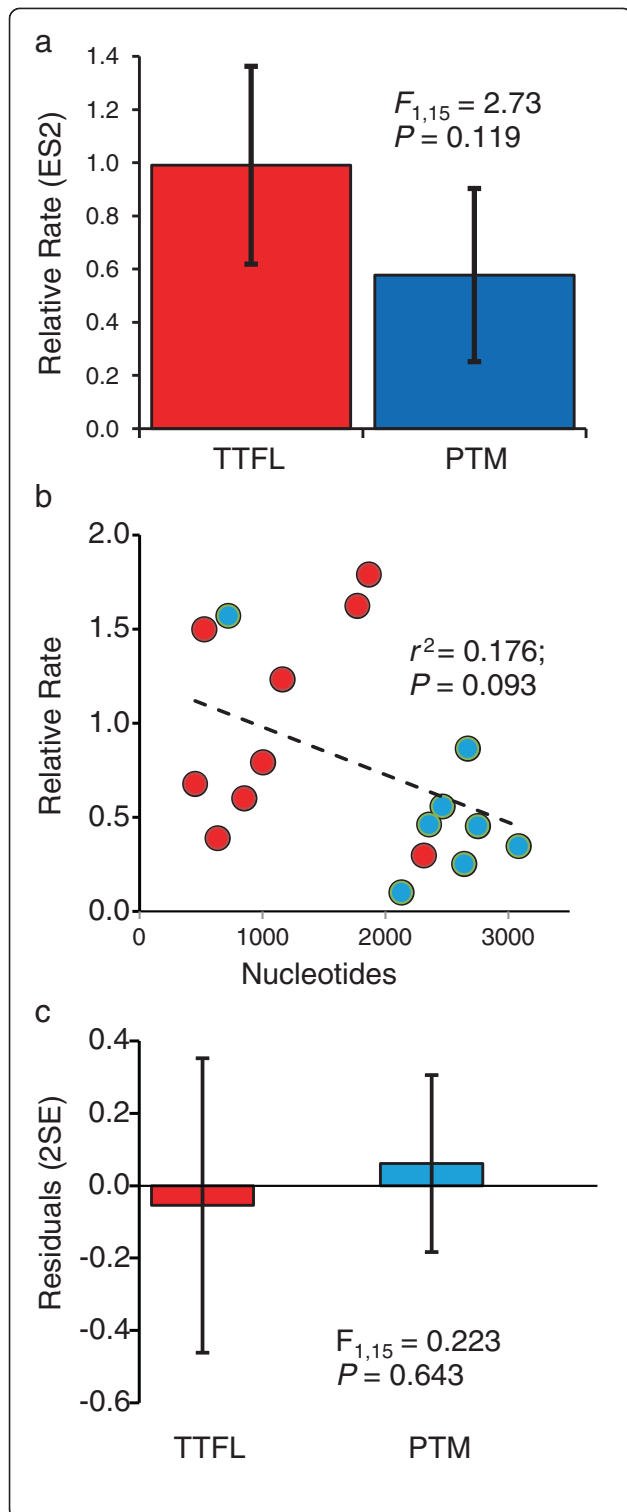 a
Relative Rate (ES2)
1.4
1.2
1.0
0.8
0.6
0.4
0.2
0.0
F1,15 = 2.73
P = 0.119
TTFL PTM
b
Relative Rate
2.0
1.5
1.0
0.5
0.0
r2 = 0.176;
P = 0.093
0 1000 2000 3000
Nucleotides
c
Residuals (2SE)
0.4
0.2
0.0
-0.2
-0.4
-0.6
F1,15 = 0.223
P = 0.643
TTFL PTM